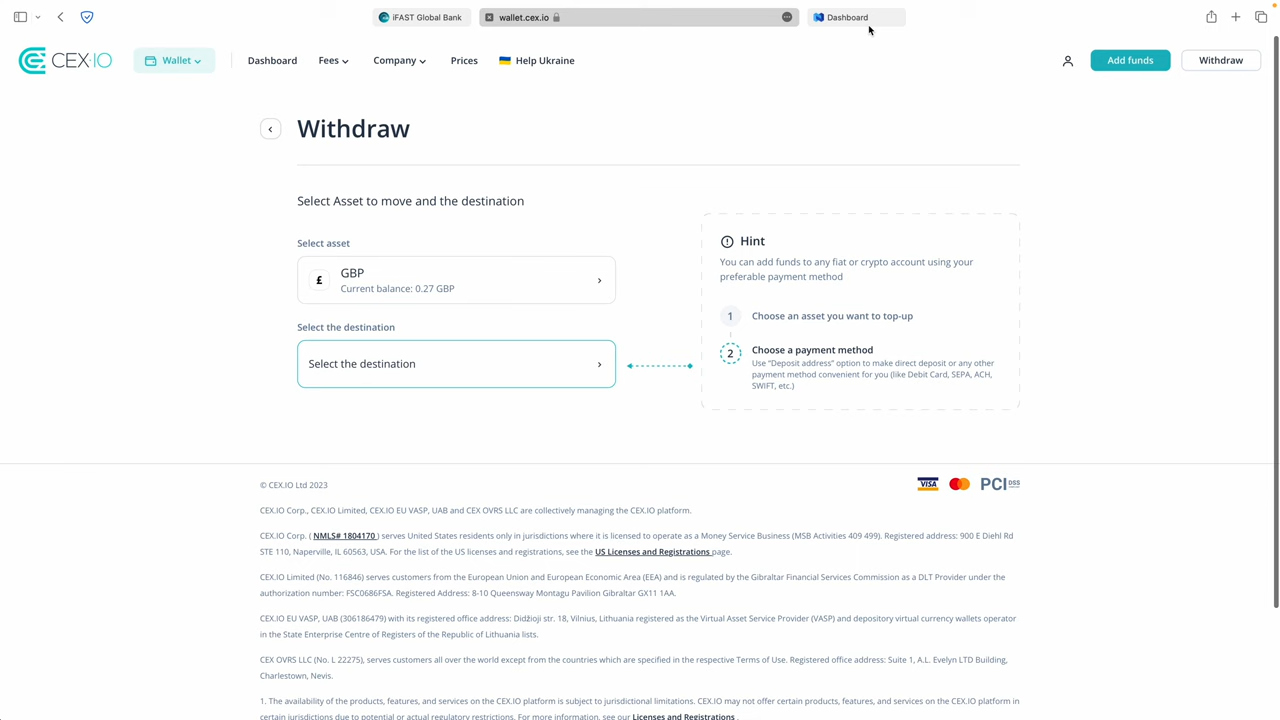 iFAST Global Bank
wallet.cex.io
Dashboard
CEX·IO
Wallet
Dashboard
Fees
Company
Prices
Help Ukraine
Add funds
Withdraw
Withdraw
Select Asset to move and the destination
Select asset
£
GBP
Current balance: 0.27 GBP
Select the destination
Select the destination
Hint
You can add funds to any fiat or crypto account using your
preferable payment method
1 Choose an asset you want to top-up
2 Choose a payment method
Use "Deposit address" option to make direct deposit or any other
payment method convenient for you (like Debit Card, SEPA, ACH,
SWIFT, etc.)
© CEX.IO Ltd 2023
VISA
PCI DSS
CEX.IO Corp., CEX.IO Limited, CEX.IO EU VASP, UAB and CEX OVRS LLC are collectively managing the CEX.IO platform.
CEX.IO Corp. ( NMLS# 1804170 ) serves United States residents only in jurisdictions where it is licensed to operate as a Money Service Business (MSB Activities 409 499). Registered address: 900 E Diehl Rd
STE 110, Naperville, IL 60563, USA. For the list of the US licenses and registrations, see the US Licenses and Registrations page.
CEX.IO Limited (No. 116846) serves customers from the European Union and European Economic Area (EEA) and is regulated by the Gibraltar Financial Services Commission as a DLT Provider under the
authorization number: FSC0686FSA. Registered Address: 8-10 Queensway Montagu Pavilion Gibraltar GX11 1AA.
CEX.IO EU VASP, UAB (306186479) with its registered office address: Didžioji str. 18, Vilnius, Lithuania registered as the Virtual Asset Service Provider (VASP) and depository virtual currency wallets operator
in the State Enterprise Centre of Registers of the Republic of Lithuania lists.
CEX OVRS LLC (No. L 22275), serves customers all over the world except from the countries which are specified in the respective Terms of Use. Registered office address: Suite 1, A.L. Evelyn LTD Building,
Charlestown, Nevis.
1. The availability of the products, features, and services on the CEX.IO platform is subject to jurisdictional limitations. CEX.IO may not offer certain products, features, and services on the CEX.IO platform in
certain jurisdictions due to potential or actual regulatory restrictions. For more information, see our Licenses and Registrations .